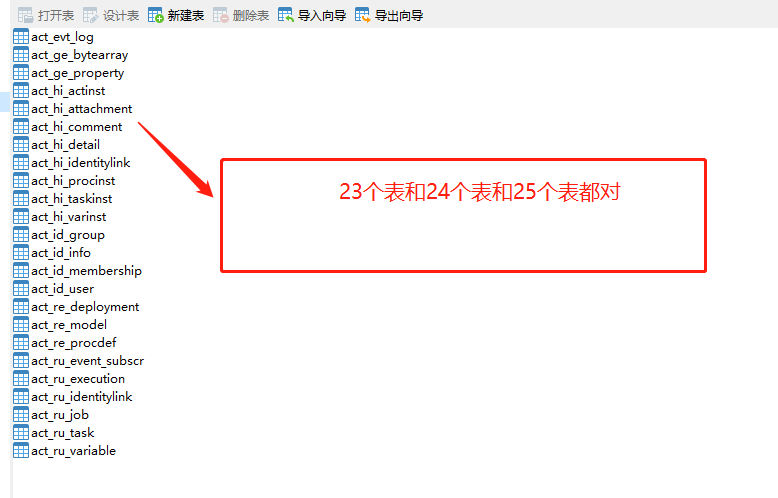 打开表 设计表 新建表 删除表 导入向导 导出向导
act_evt_log
act_ge_bytearray
act_ge_property
act_hi_actinst
act_hi_attachment
act_hi_comment
act_hi_detail
act_hi_identitylink
act_hi_procinst
act_hi_taskinst
act_hi_varinst
act_id_group
act_id_info
act_id_membership
act_id_user
act_re_deployment
act_re_model
act_re_procdef
act_ru_event_subscr
act_ru_execution
act_ru_identitylink
act_ru_job
act_ru_task
act_ru_variable
23个表和24个表和25个表都对